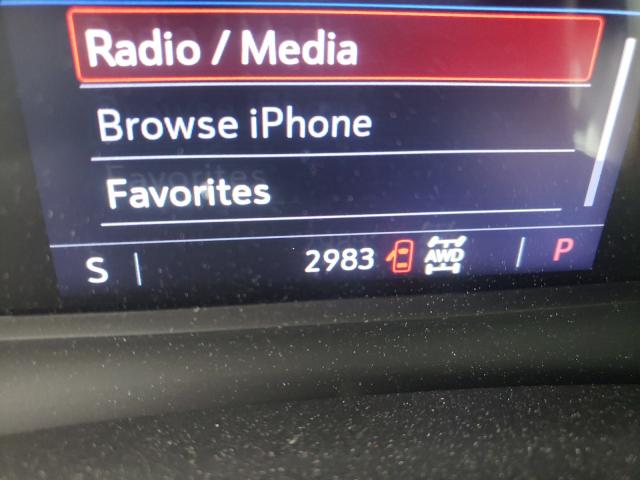 Radio / Media
Browse iPhone
Favorites
S 2983 AWD P